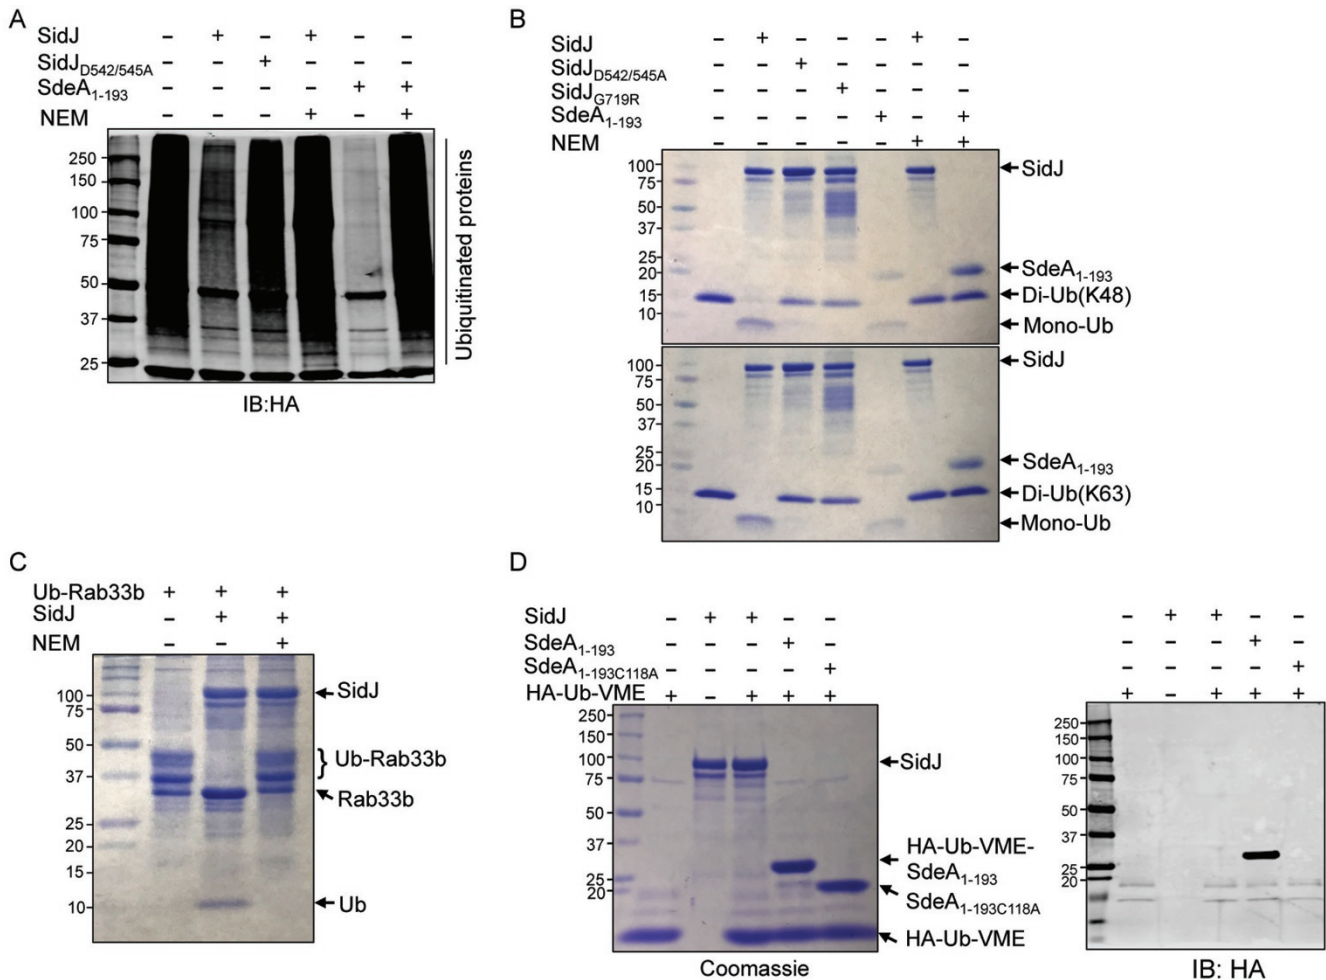 A
SidJ – + – + – –
SidJD542/545A – – + – – –
SdeA1-193 – – – – + +
NEM – – – + – +
250
150
100
75
50
37
25
Ubiquitinated proteins
IB:HA
B
SidJ – + – – – + –
SidJD542/545A – – + – – – –
SidJG719R – – – + – – –
SdeA1-193 – – – – + – +
NEM – – – – – + +
100
75
50
37
25
20
15
10
SidJ
SdeA1-193
Di-Ub(K48)
Mono-Ub
100
75
50
37
25
20
15
10
SidJ
SdeA1-193
Di-Ub(K63)
Mono-Ub
C
Ub-Rab33b + + +
SidJ – + +
NEM – – +
100
75
50
37
25
20
15
10
SidJ
} Ub-Rab33b
Rab33b
Ub
D
SidJ – + + – –
SdeA1-193 – – – + –
SdeA1-193C118A – – – – +
HA-Ub-VME + – + + +
250
150
100
75
50
37
25
20
SidJ
HA-Ub-VME-
SdeA1-193
SdeA1-193C118A
HA-Ub-VME
Coomassie
– + + – –
– – – + –
– – – – +
+ – + + +
250
150
100
75
50
37
25
20
IB: HA